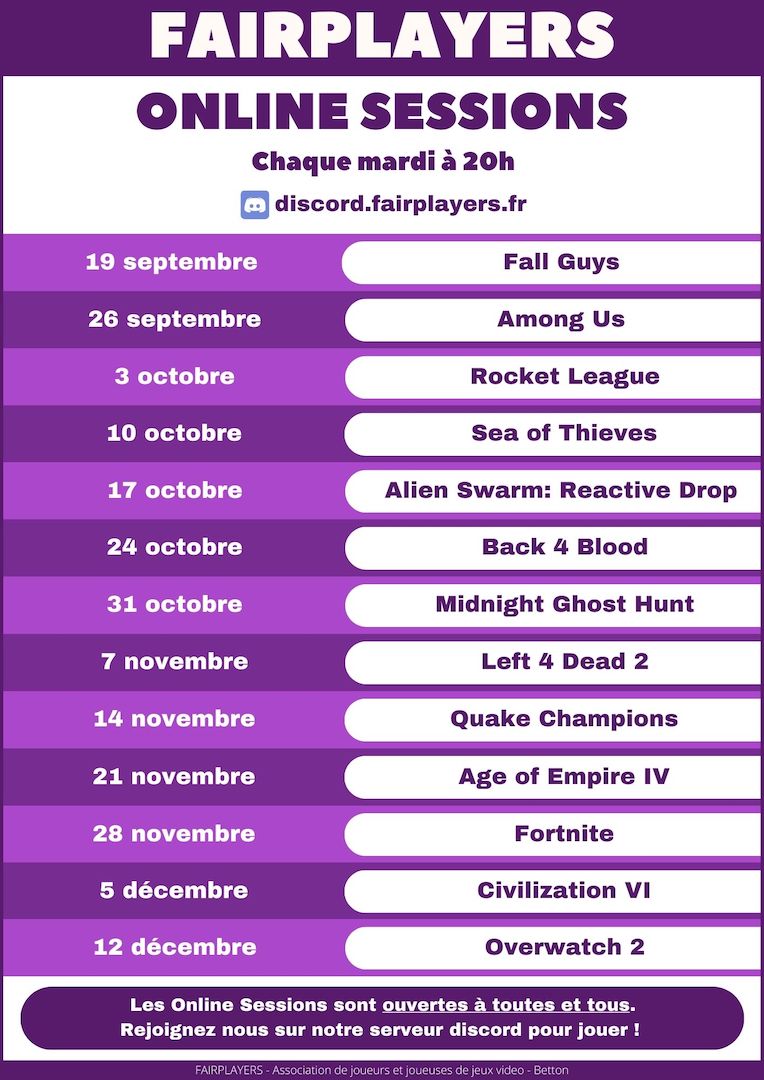 FAIRPLAYERS
ONLINE SESSIONS
Chaque mardi à 20h
discord.fairplayers.fr
19 septembre Fall Guys
26 septembre Among Us
3 octobre Rocket League
10 octobre Sea of Thieves
17 octobre Alien Swarm: Reactive Drop
24 octobre Back 4 Blood
31 octobre Midnight Ghost Hunt
7 novembre Left 4 Dead 2
14 novembre Quake Champions
21 novembre Age of Empire IV
28 novembre Fortnite
5 décembre Civilization VI
12 décembre Overwatch 2
Les Online Sessions sont ouvertes à toutes et tous.
Rejoignez nous sur notre serveur discord pour jouer !
FAIRPLAYERS - Association de joueurs et joueuses de jeux video - Betton